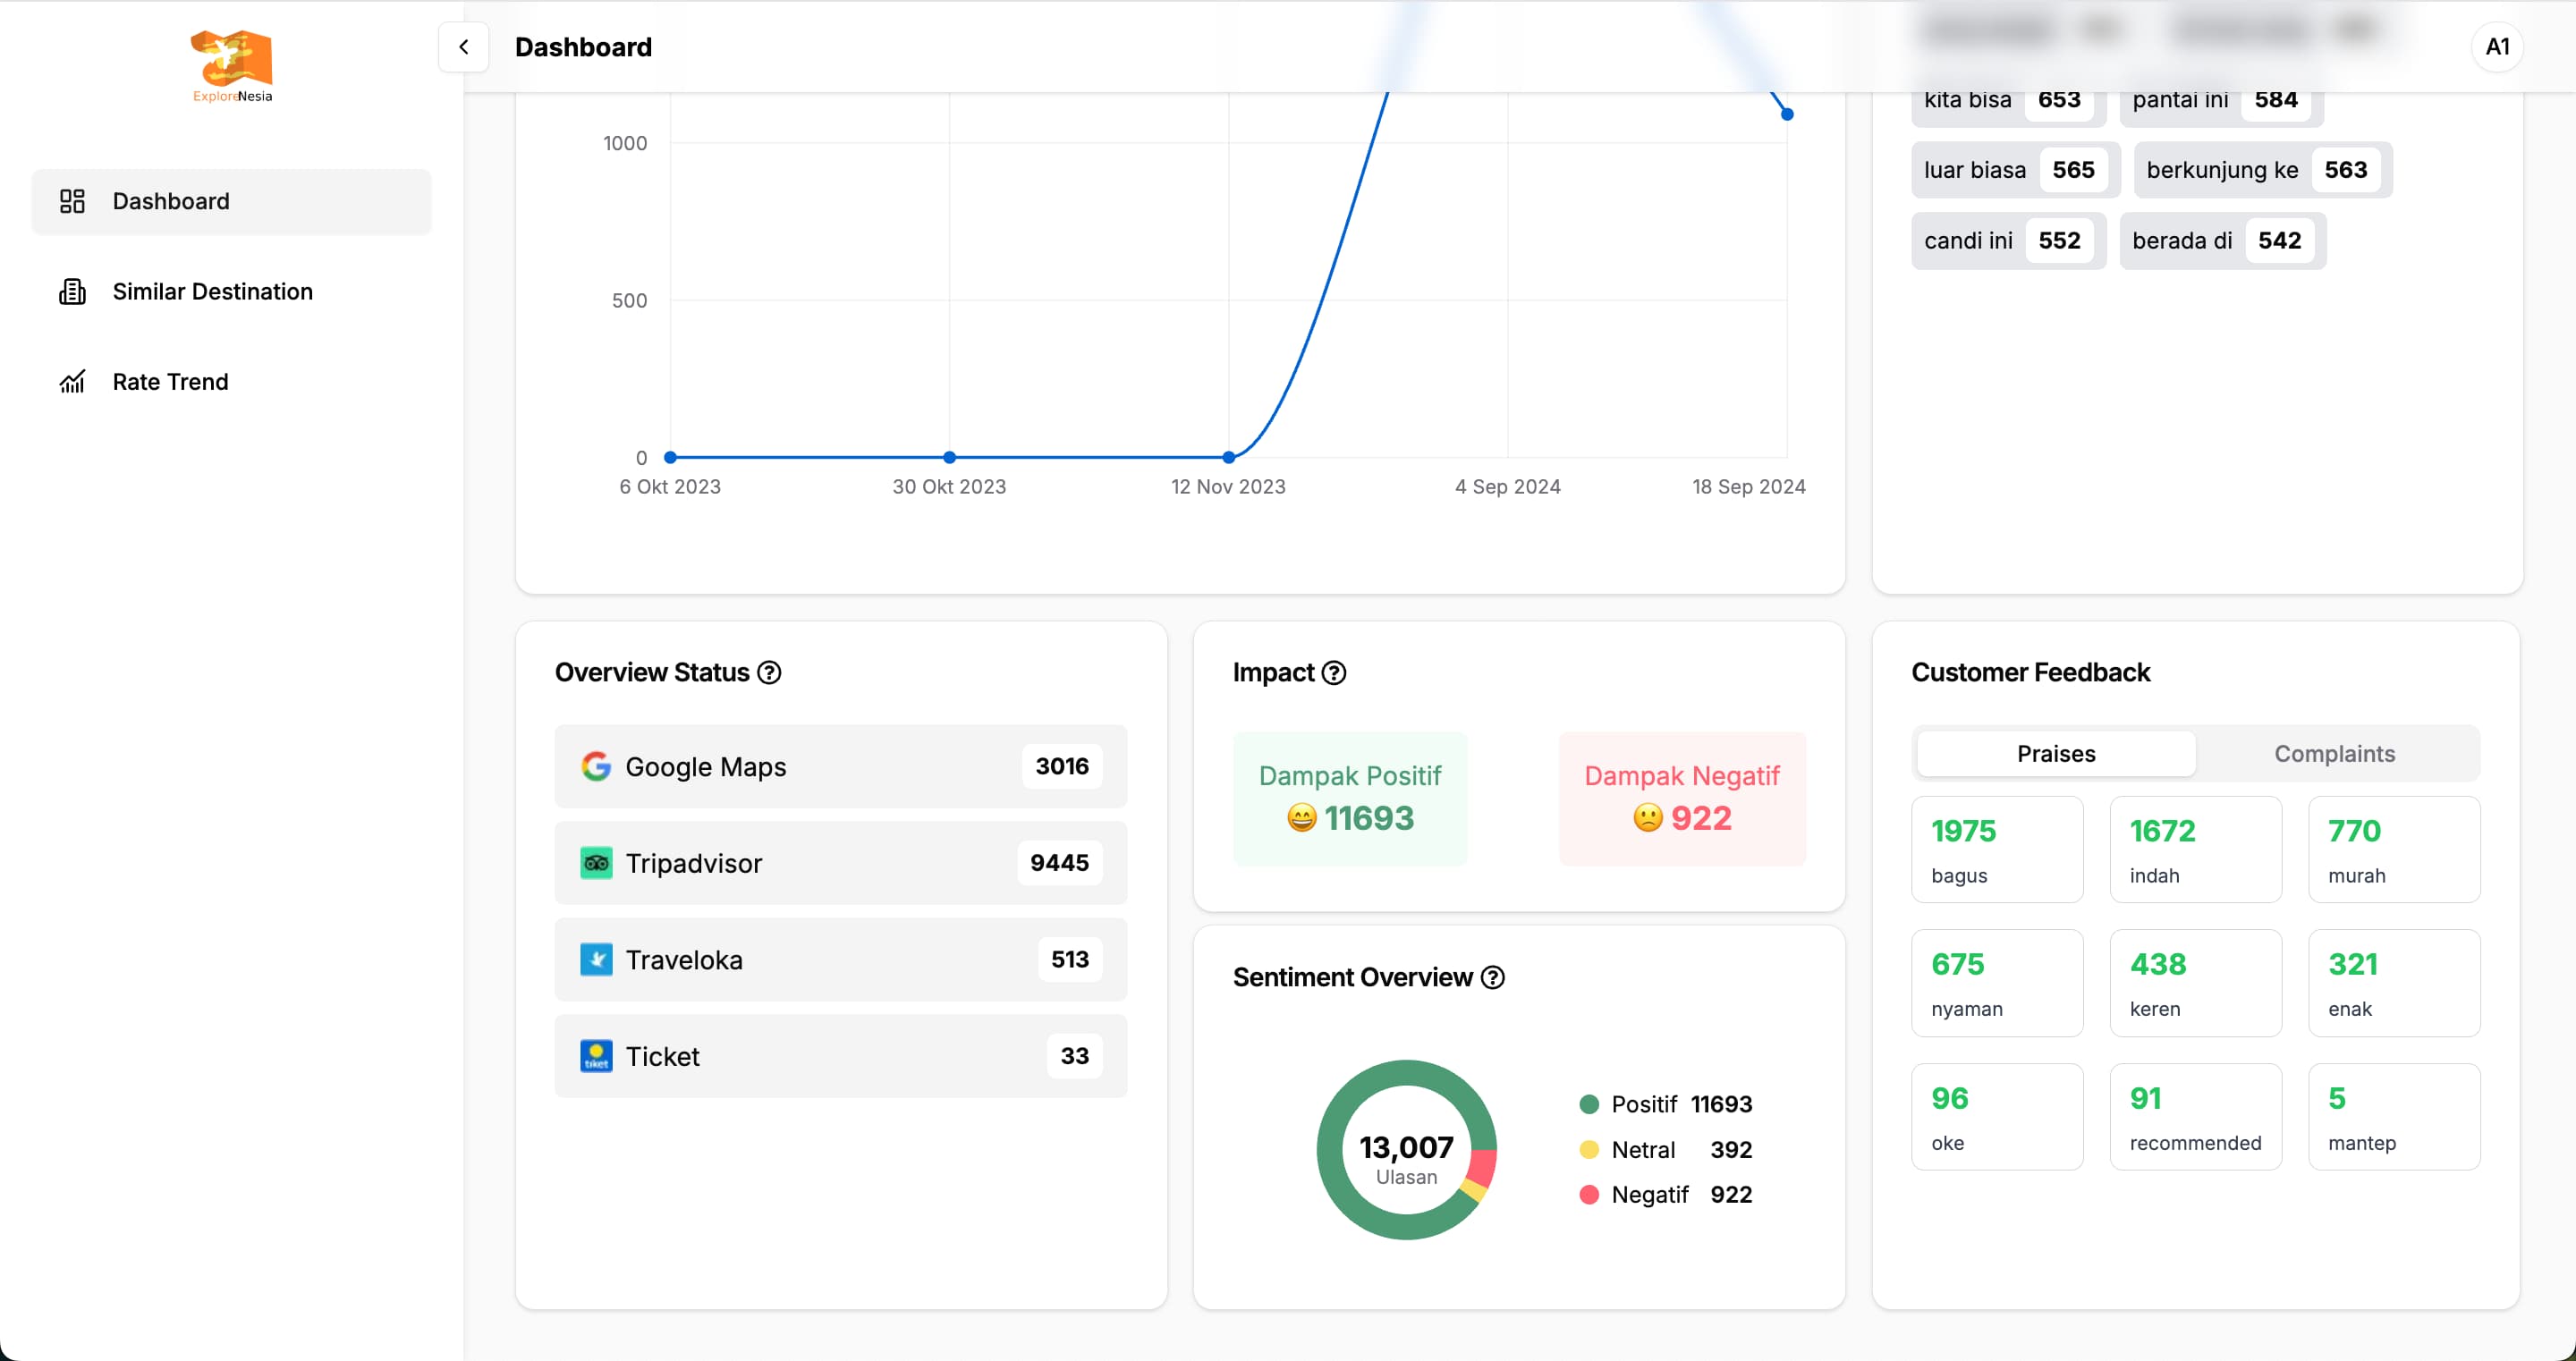 ExploreNesia
Dashboard
A1
Dashboard
Similar Destination
Rate Trend
1000
500
0
6 Okt 2023
30 Okt 2023
12 Nov 2023
4 Sep 2024
18 Sep 2024
kita bisa 653 pantai ini 584
luar biasa 565 berkunjung ke 563
candi ini 552 berada di 542
Overview Status ?
Google Maps 3016
Tripadvisor 9445
Traveloka 513
tiket Ticket 33
Impact ?
Dampak Positif
11693
Dampak Negatif
922
Sentiment Overview ?
13,007
Ulasan
Positif 11693
Netral 392
Negatif 922
Customer Feedback
Praises Complaints
1975
bagus
1672
indah
770
murah
675
nyaman
438
keren
321
enak
96
oke
91
recommended
5
mantep